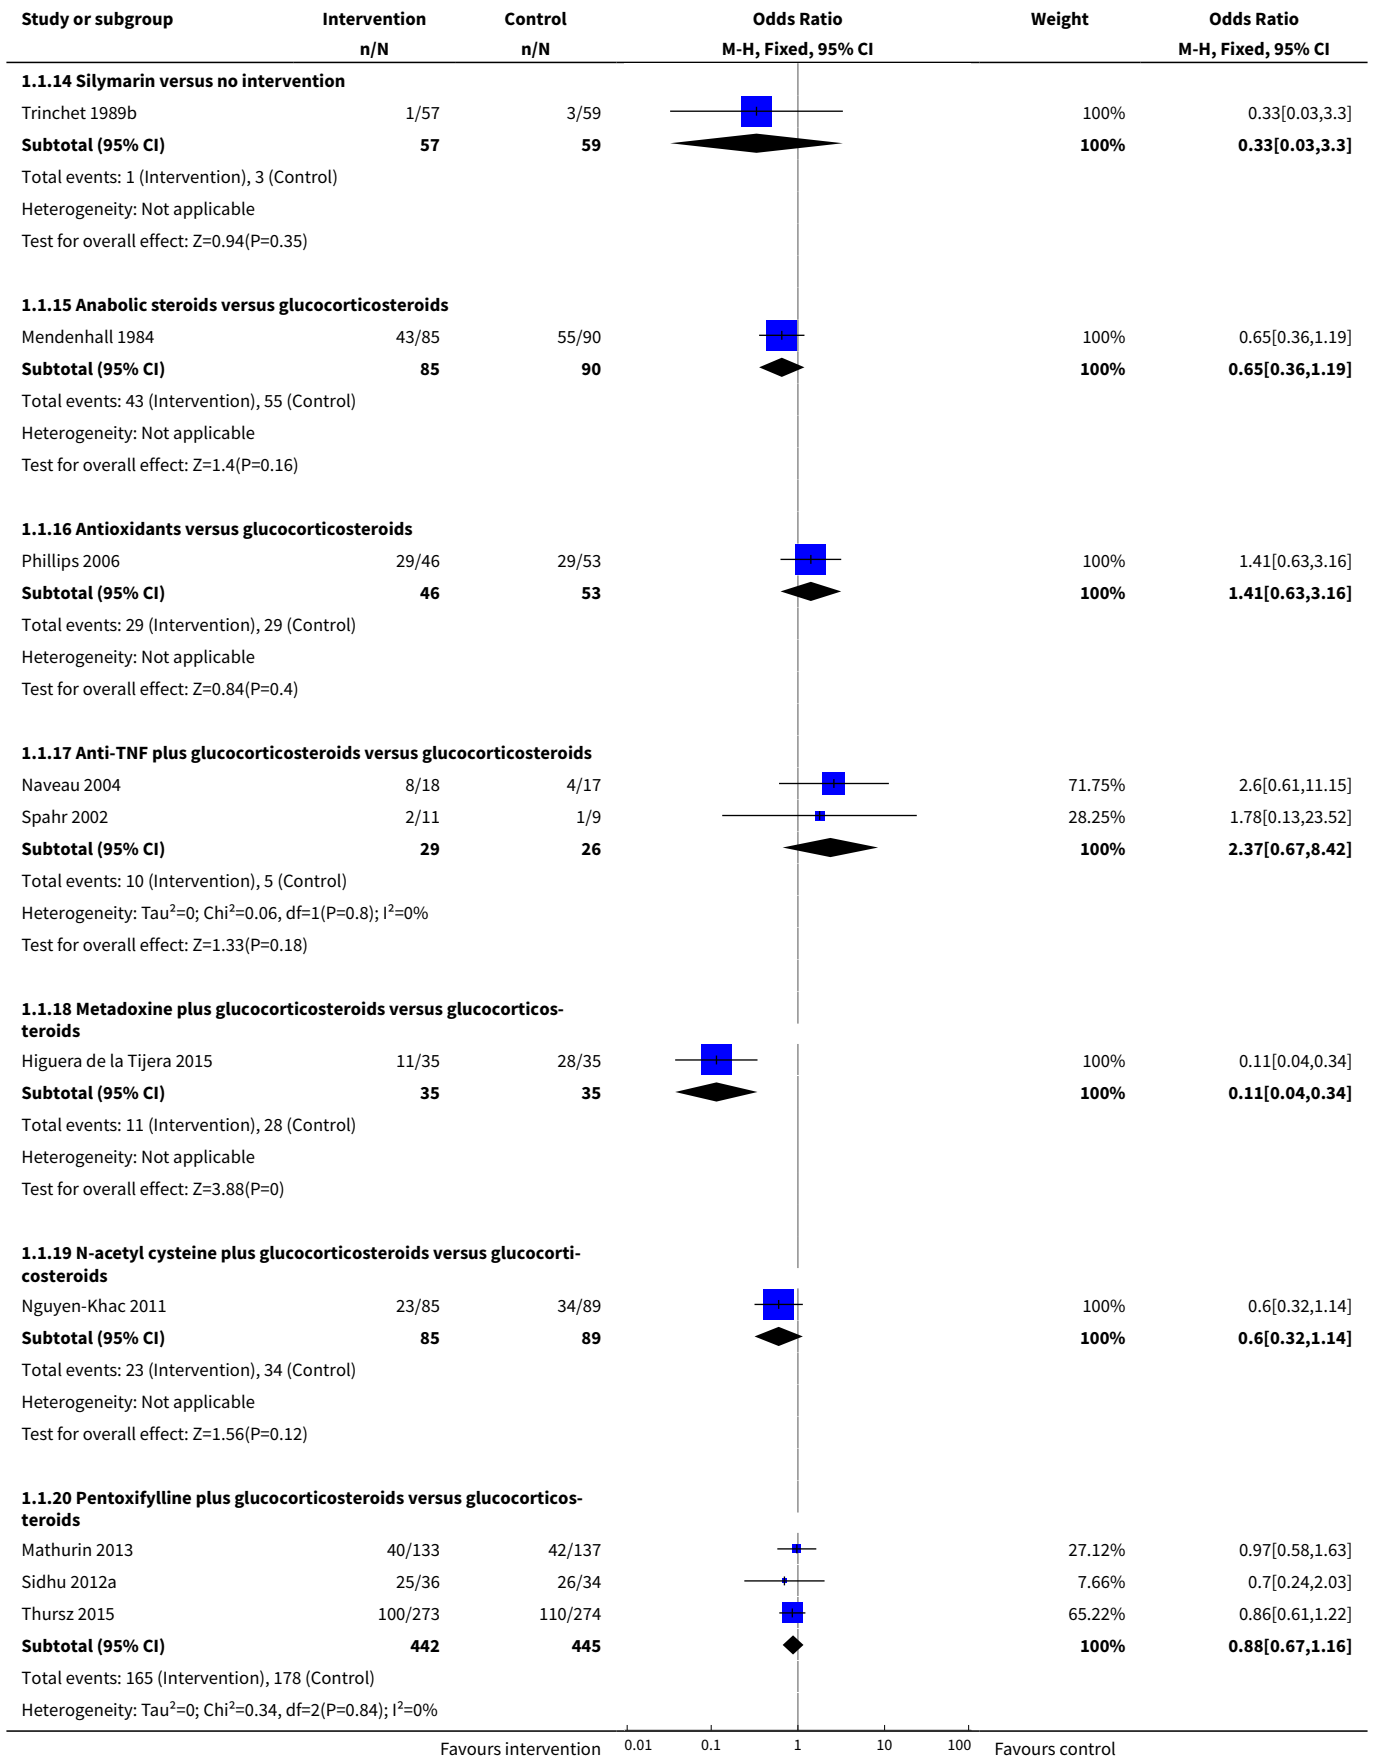 Study or subgroup Intervention Control Odds Ratio Weight Odds Ratio
n/N n/N M-H, Fixed, 95% CI M-H, Fixed, 95% CI
1.1.14 Silymarin versus no intervention
Trinchet 1989b 1/57 3/59 100% 0.33[0.03,3.3]
Subtotal (95% CI) 57 59 100% 0.33[0.03,3.3]
Total events: 1 (Intervention), 3 (Control)
Heterogeneity: Not applicable
Test for overall effect: Z=0.94(P=0.35)
1.1.15 Anabolic steroids versus glucocorticosteroids
Mendenhall 1984 43/85 55/90 100% 0.65[0.36,1.19]
Subtotal (95% CI) 85 90 100% 0.65[0.36,1.19]
Total events: 43 (Intervention), 55 (Control)
Heterogeneity: Not applicable
Test for overall effect: Z=1.4(P=0.16)
1.1.16 Antioxidants versus glucocorticosteroids
Phillips 2006 29/46 29/53 100% 1.41[0.63,3.16]
Subtotal (95% CI) 46 53 100% 1.41[0.63,3.16]
Total events: 29 (Intervention), 29 (Control)
Heterogeneity: Not applicable
Test for overall effect: Z=0.84(P=0.4)
1.1.17 Anti-TNF plus glucocorticosteroids versus glucocorticosteroids
Naveau 2004 8/18 4/17 71.75% 2.6[0.61,11.15]
Spahr 2002 2/11 1/9 28.25% 1.78[0.13,23.52]
Subtotal (95% CI) 29 26 100% 2.37[0.67,8.42]
Total events: 10 (Intervention), 5 (Control)
Heterogeneity: Tau²=0; Chi²=0.06, df=1(P=0.8); I²=0%
Test for overall effect: Z=1.33(P=0.18)
1.1.18 Metadoxine plus glucocorticosteroids versus glucocorticos-
teroids
Higuera de la Tijera 2015 11/35 28/35 100% 0.11[0.04,0.34]
Subtotal (95% CI) 35 35 100% 0.11[0.04,0.34]
Total events: 11 (Intervention), 28 (Control)
Heterogeneity: Not applicable
Test for overall effect: Z=3.88(P=0)
1.1.19 N-acetyl cysteine plus glucocorticosteroids versus glucocorti-
costeroids
Nguyen-Khac 2011 23/85 34/89 100% 0.6[0.32,1.14]
Subtotal (95% CI) 85 89 100% 0.6[0.32,1.14]
Total events: 23 (Intervention), 34 (Control)
Heterogeneity: Not applicable
Test for overall effect: Z=1.56(P=0.12)
1.1.20 Pentoxifylline plus glucocorticosteroids versus glucocorticos-
teroids
Mathurin 2013 40/133 42/137 27.12% 0.97[0.58,1.63]
Sidhu 2012a 25/36 26/34 7.66% 0.7[0.24,2.03]
Thursz 2015 100/273 110/274 65.22% 0.86[0.61,1.22]
Subtotal (95% CI) 442 445 100% 0.88[0.67,1.16]
Total events: 165 (Intervention), 178 (Control)
Heterogeneity: Tau²=0; Chi²=0.34, df=2(P=0.84); I²=0%
Favours intervention 0.01 0.1 1 10 100 Favours control